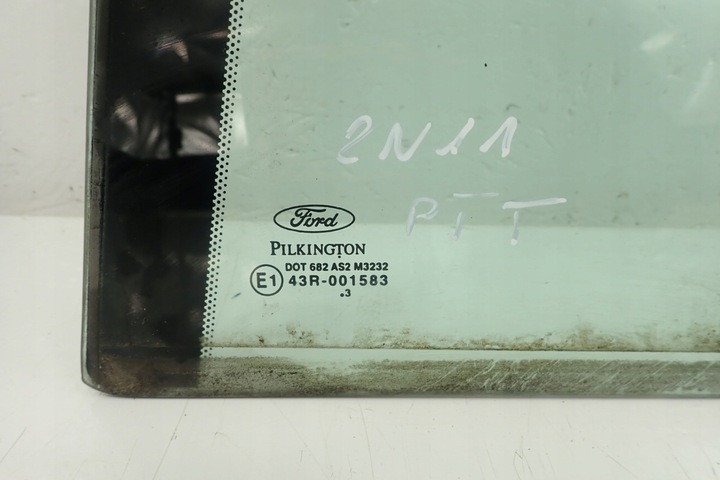 2N11
PTT
Ford
PILKINGTON
DOT 682 AS2 M3232
E1 43R-001583
.3